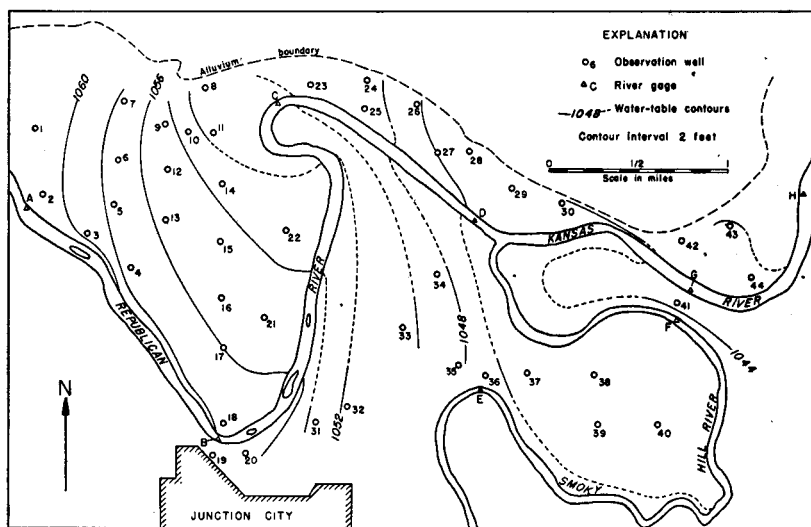 EXPLANATION
6 Observation well
C River gage
1048 Water-table contours
Contour interval 2 feet
0 1/2 1
Scale in miles
Alluvium boundary
1060
1056
1052
1048
1044
REPUBLICAN
RIVER
KANSAS
RIVER
SMOKY
HILL RIVER
JUNCTION CITY
N
A
B
C
D
E
F
G
H
1
2
3
4
5
6
7
8
9
10
11
12
13
14
15
16
17
18
19
20
21
22
23
24
25
26
27
28
29
30
31
32
33
34
35
36
37
38
39
40
41
42
43
44